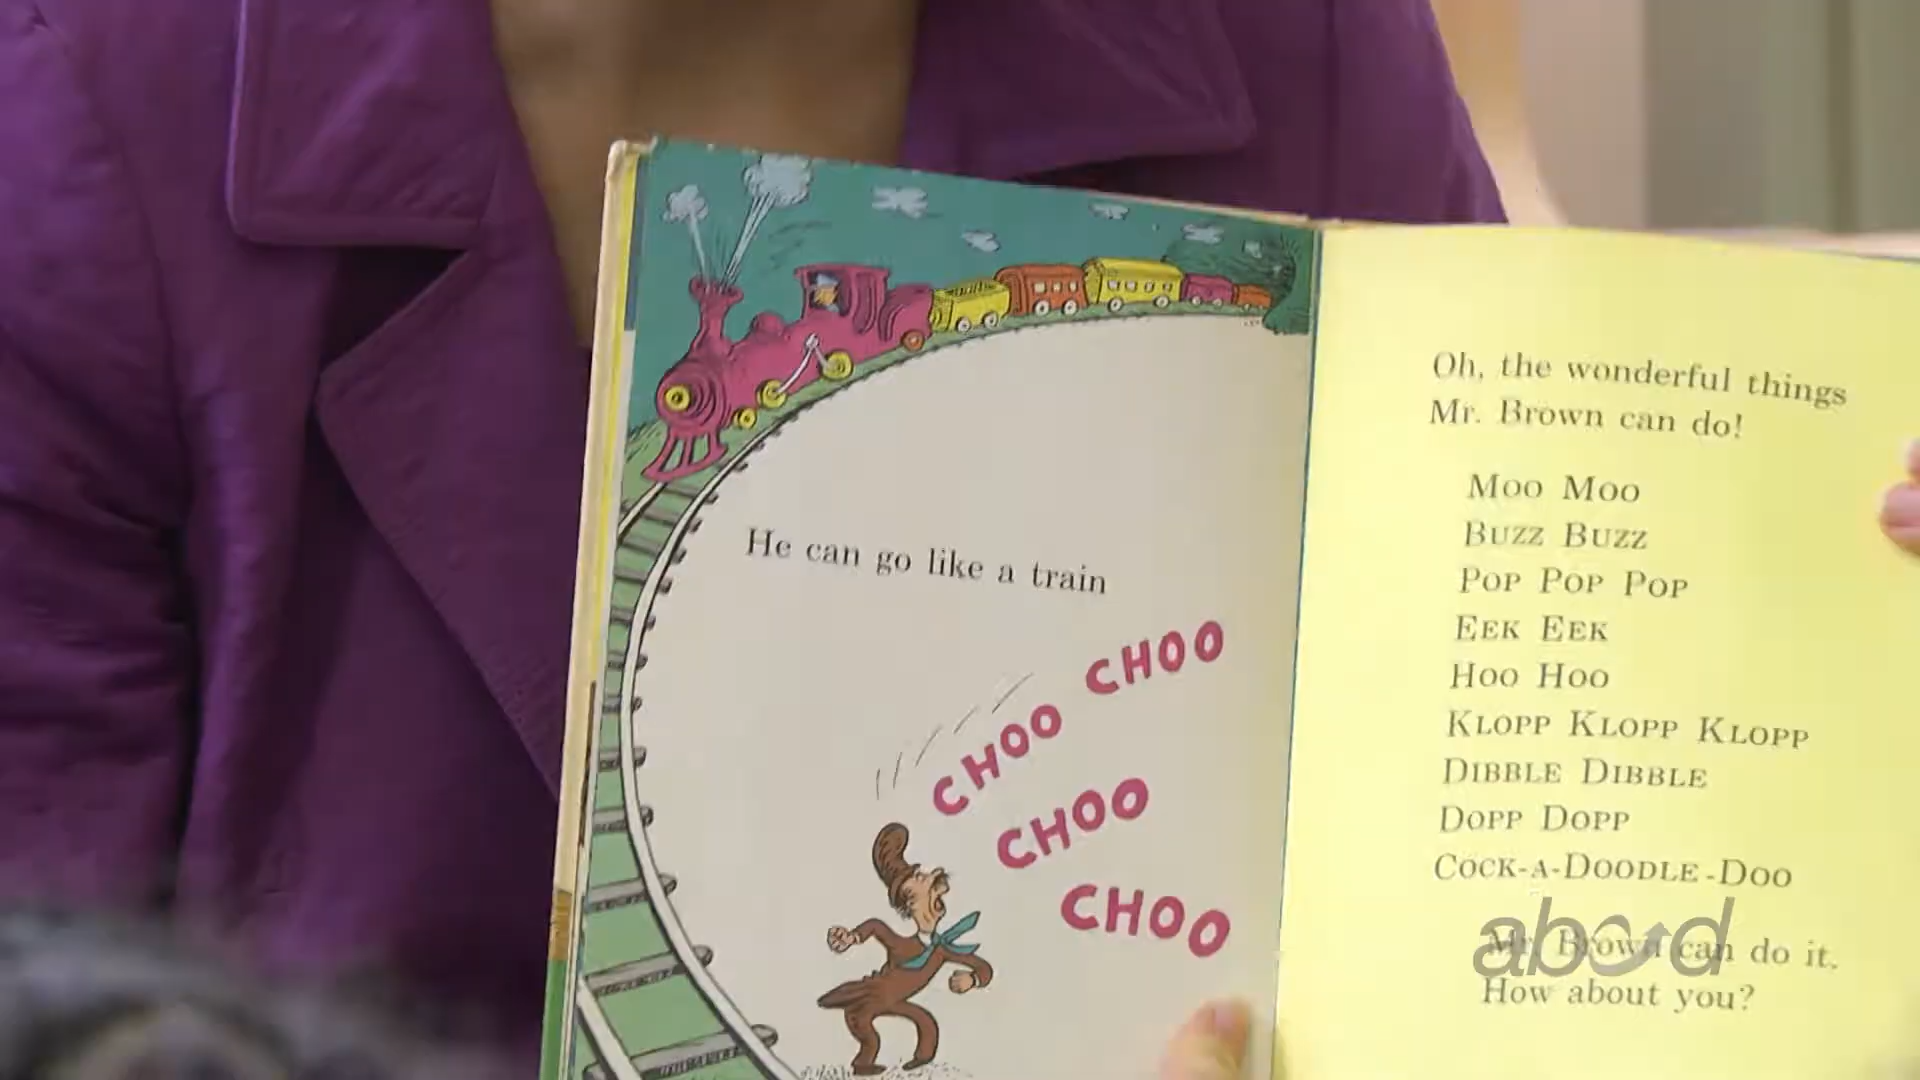 He can go like a train
CHOO CHOO
CHOO
CHOO
Oh, the wonderful things
Mr. Brown can do!
MOO MOO
BUZZ BUZZ
POP POP POP
EEK EEK
HOO HOO
KLOPP KLOPP KLOPP
DIBBLE DIBBLE
DOPP DOPP
COCK-A-DOODLE-DOO
Mr. Brown can do it.
How about you?